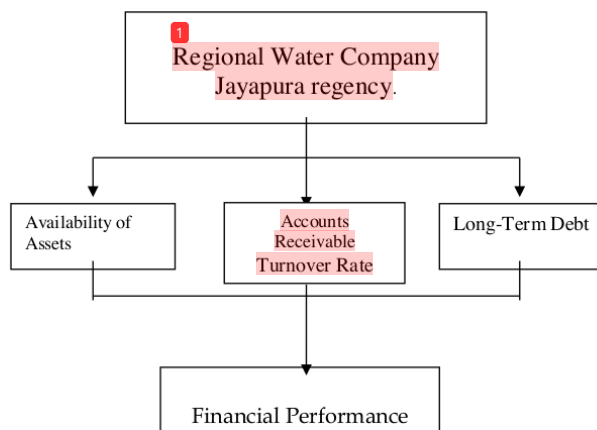 1
Regional Water Company
Jayapura regency.
Availability of
Assets
Accounts
Receivable
Turnover Rate
Long-Term Debt
Financial Performance